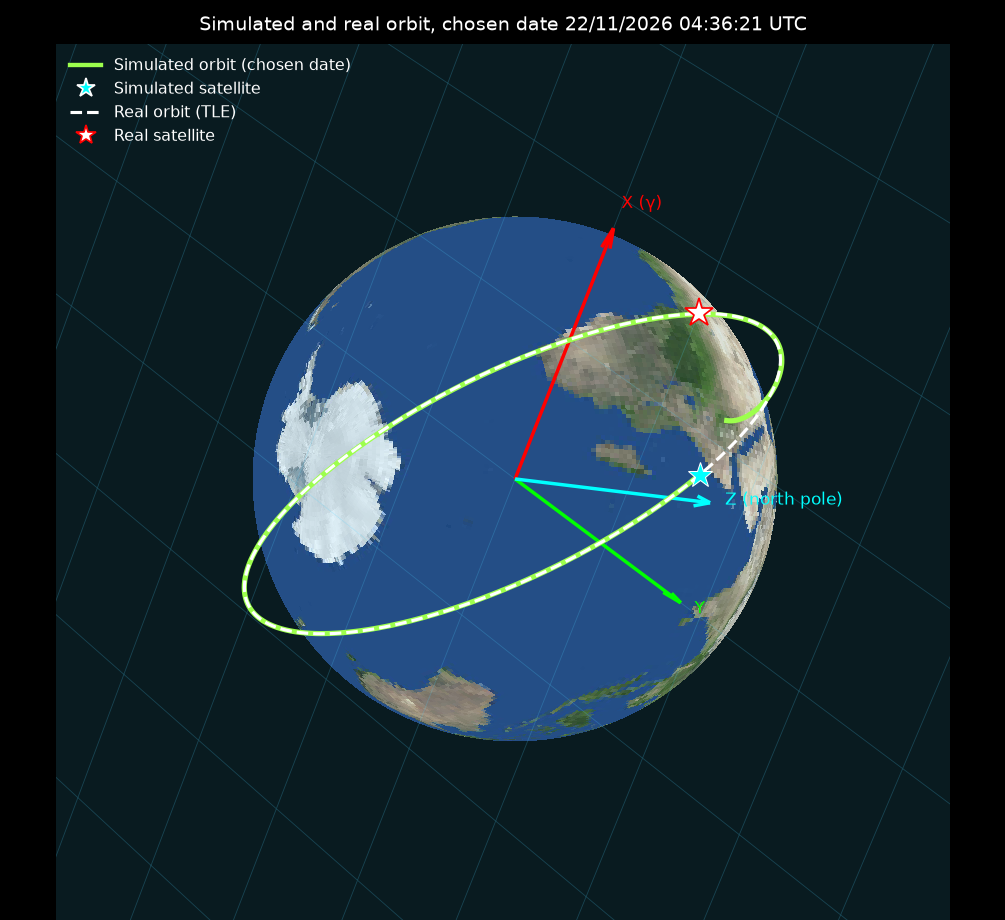 Simulated and real orbit, chosen date 22/11/2026 04:36:21 UTC
Simulated orbit (chosen date)
Simulated satellite
Real orbit (TLE)
Real satellite
X (γ)
Z (north pole)
Y